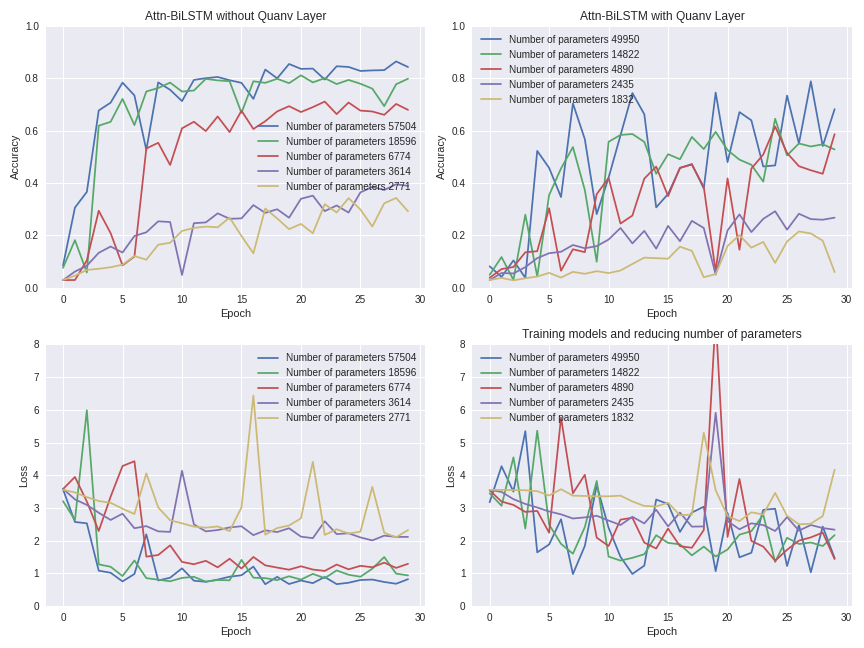 Attn-BiLSTM without Quanv Layer
Accuracy
1.0
0.8
0.6
0.4
0.2
0.0
Number of parameters 57504
Number of parameters 18596
Number of parameters 6774
Number of parameters 3614
Number of parameters 2771
0 5 10 15 20 25 30
Epoch
Attn-BiLSTM with Quanv Layer
Accuracy
1.0
0.8
0.6
0.4
0.2
0.0
Number of parameters 49950
Number of parameters 14822
Number of parameters 4890
Number of parameters 2435
Number of parameters 1832
0 5 10 15 20 25 30
Epoch
Loss
8
7
6
5
4
3
2
1
0
Number of parameters 57504
Number of parameters 18596
Number of parameters 6774
Number of parameters 3614
Number of parameters 2771
0 5 10 15 20 25 30
Epoch
Training models and reducing number of parameters
Loss
8
7
6
5
4
3
2
1
0
Number of parameters 49950
Number of parameters 14822
Number of parameters 4890
Number of parameters 2435
Number of parameters 1832
0 5 10 15 20 25 30
Epoch